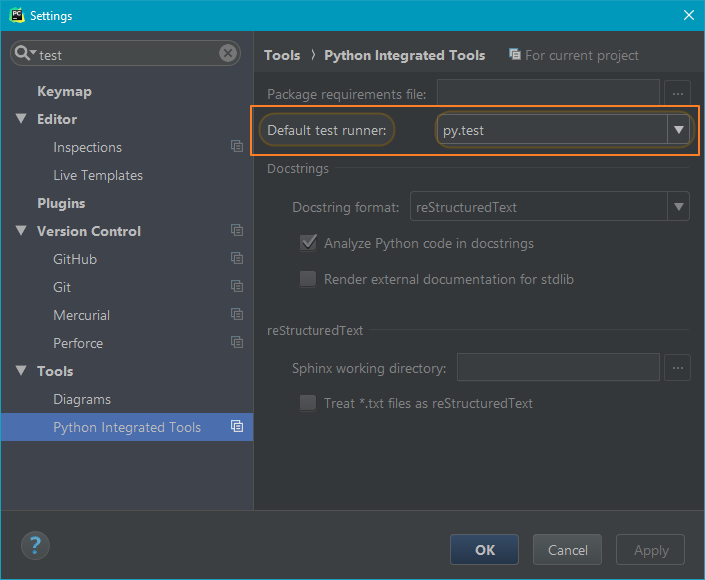 PC
Settings
test
Keymap
Editor
Inspections
Live Templates
Plugins
Version Control
GitHub
Git
Mercurial
Perforce
Tools
Diagrams
Python Integrated Tools
Tools › Python Integrated Tools For current project
Package requirements file: ...
Default test runner: py.test
Docstrings
Docstring format: reStructuredText
Analyze Python code in docstrings
Render external documentation for stdlib
reStructuredText
Sphinx working directory: ...
Treat *.txt files as reStructuredText
?
OK Cancel Apply